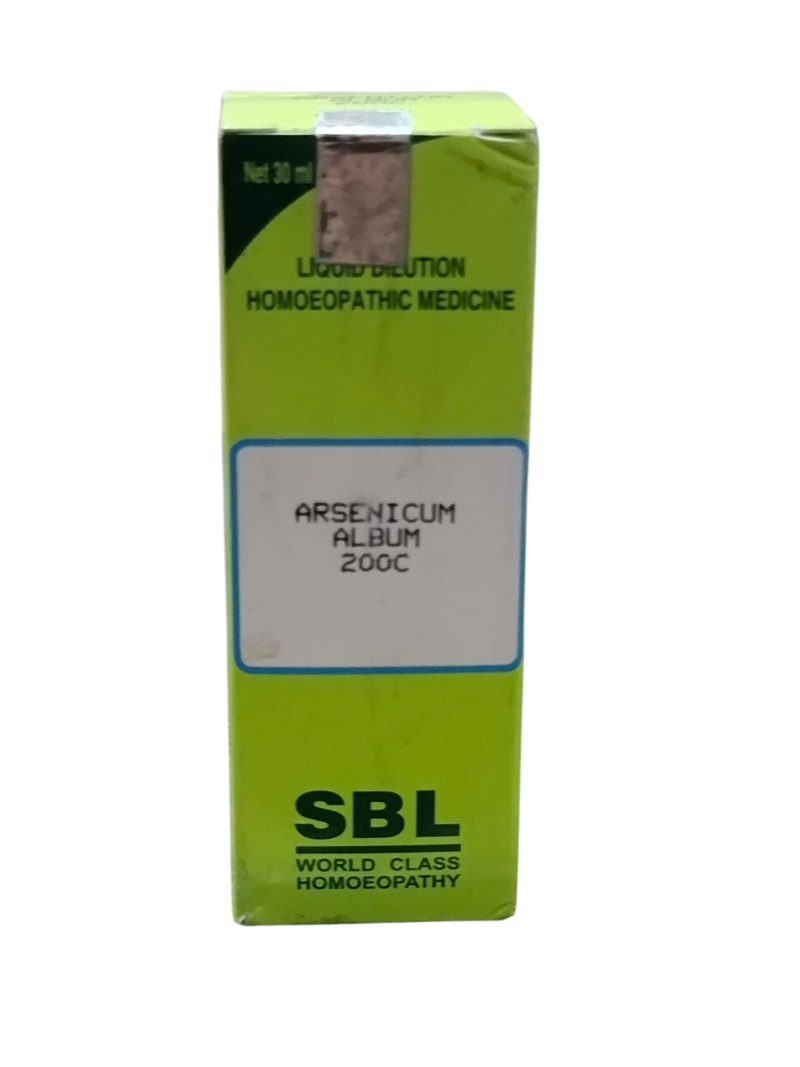 Net 30 ml
LIQUID DILUTION
HOMOEOPATHIC MEDICINE
ARSENICUM
ALBUM
200C
SBL
WORLD CLASS
HOMOEOPATHY